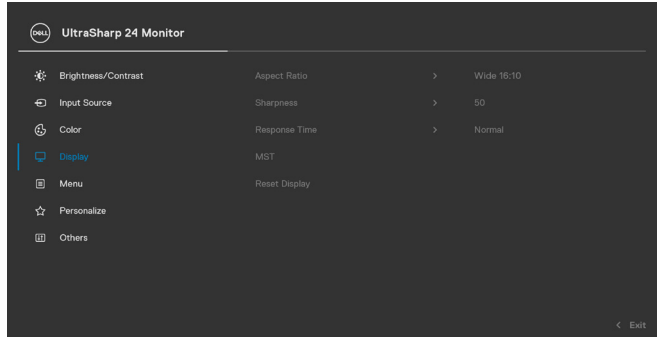 DELL UltraSharp 24 Monitor
Brightness/Contrast Aspect Ratio > Wide 16:10
Input Source Sharpness > 50
Color Response Time > Normal
Display MST
Menu Reset Display
Personalize
Others
< Exit